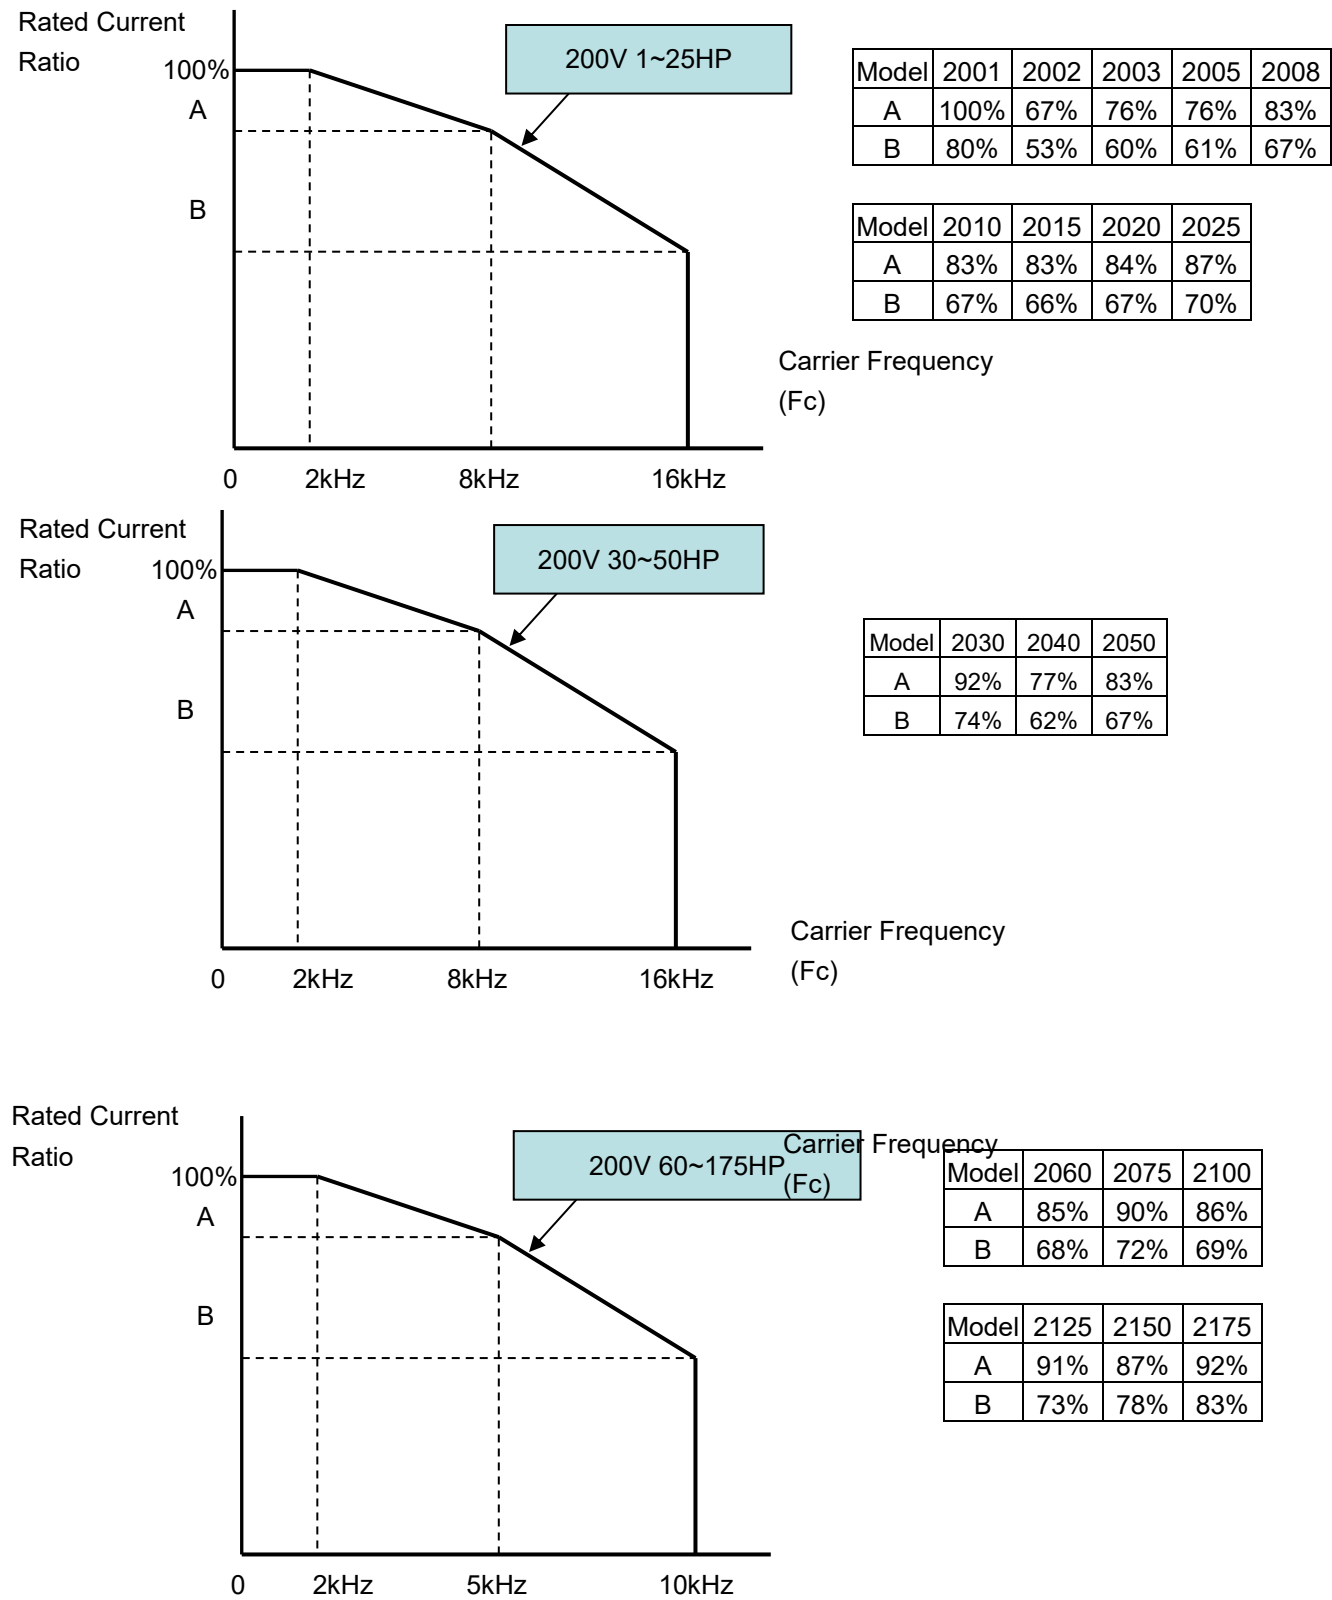 Rated Current
Ratio
100%
A
B
200V 1~25HP
0 2kHz 8kHz 16kHz
Carrier Frequency
(Fc)
Model 2001 2002 2003 2005 2008
A 100% 67% 76% 76% 83%
B 80% 53% 60% 61% 67%
Model 2010 2015 2020 2025
A 83% 83% 84% 87%
B 67% 66% 67% 70%
Rated Current
Ratio
100%
A
B
200V 30~50HP
0 2kHz 8kHz 16kHz
Carrier Frequency
(Fc)
Model 2030 2040 2050
A 92% 77% 83%
B 74% 62% 67%
Rated Current
Ratio
100%
A
B
200V 60~175HP
0 2kHz 5kHz 10kHz
Carrier Frequency
(Fc)
Model 2060 2075 2100
A 85% 90% 86%
B 68% 72% 69%
Model 2125 2150 2175
A 91% 87% 92%
B 73% 78% 83%